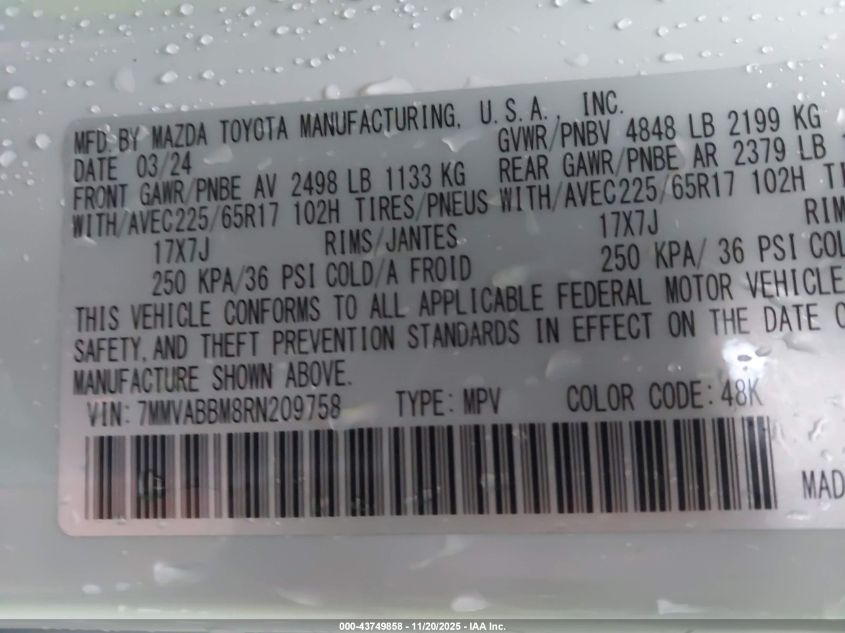 MFD. BY MAZDA TOYOTA MANUFACTURING, U.S.A., INC.
DATE 03/24 GVWR/PNBV 4848 LB 2199 KG
FRONT GAWR/PNBE AV 2498 LB 1133 KG REAR GAWR/PNBE AR 2379 LB
WITH/AVEC225/65R17 102H TIRES/PNEUS WITH/AVEC225/65R17 102H TI
17X7J RIMS/JANTES 17X7J RIM
250 KPA/36 PSI COLD/A FROID 250 KPA/ 36 PSI COL
THIS VEHICLE CONFORMS TO ALL APPLICABLE FEDERAL MOTOR VEHICLE
SAFETY, AND THEFT PREVENTION STANDARDS IN EFFECT ON THE DATE O
MANUFACTURE SHOWN ABOVE.
VIN: 7MMVABBM8RN209758 TYPE: MPV COLOR CODE: 48K
MAD
000-43749858 - 11/20/2025 - IAA Inc.